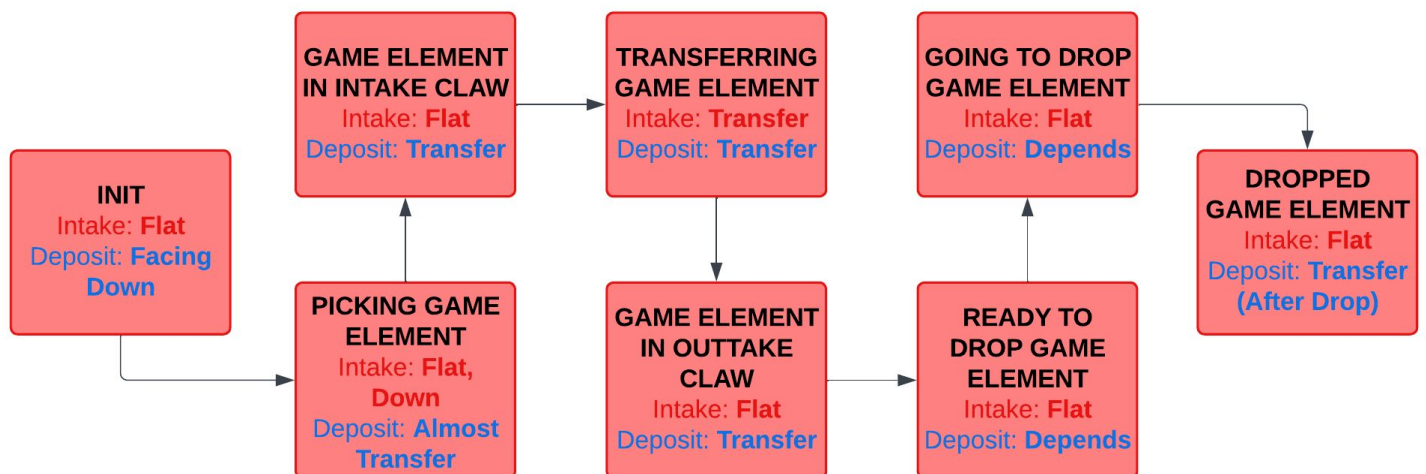 INIT
Intake: Flat
Deposit: Facing
Down
PICKING GAME
ELEMENT
Intake: Flat,
Down
Deposit: Almost
Transfer
GAME ELEMENT
IN INTAKE CLAW
Intake: Flat
Deposit: Transfer
TRANSFERRING
GAME ELEMENT
Intake: Transfer
Deposit: Transfer
GAME ELEMENT
IN OUTTAKE
CLAW
Intake: Flat
Deposit: Transfer
READY TO
DROP GAME
ELEMENT
Intake: Flat
Deposit: Depends
GOING TO DROP
GAME ELEMENT
Intake: Flat
Deposit: Depends
DROPPED
GAME ELEMENT
Intake: Flat
Deposit: Transfer
(After Drop)